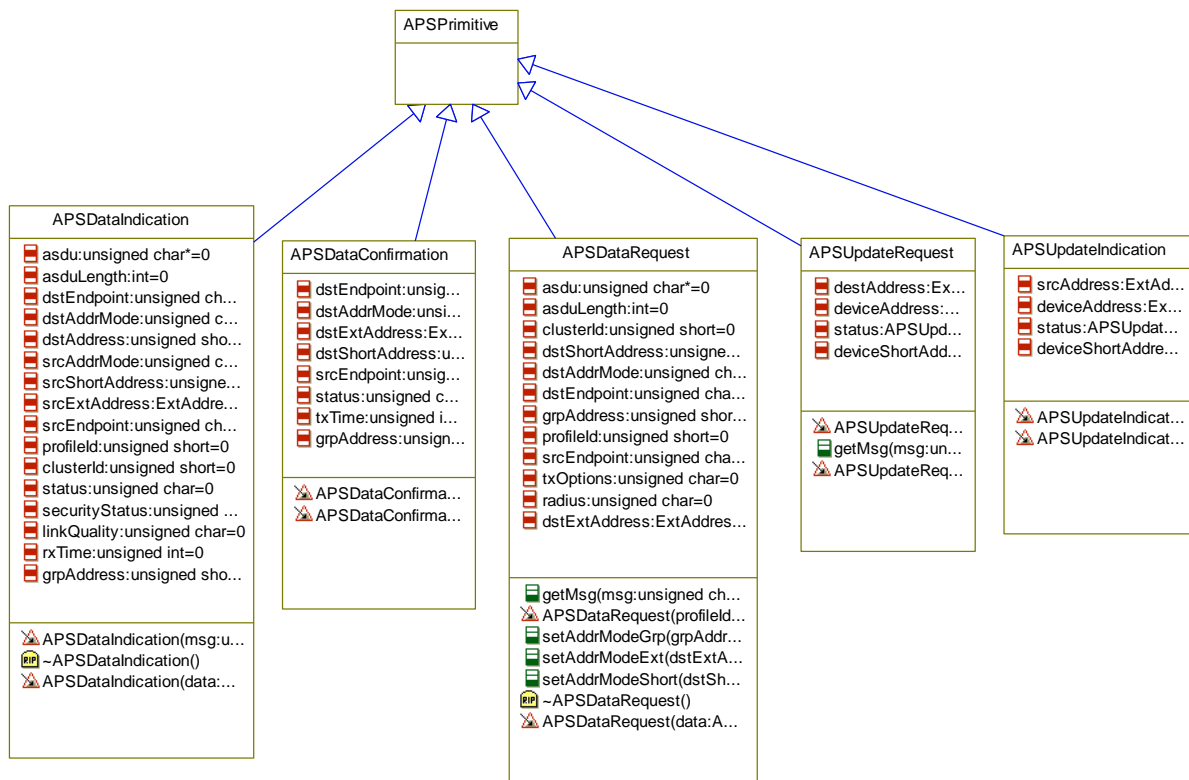 APSPrimitive
APSDataIndication
asdu:unsigned char*=0
asduLength:int=0
dstEndpoint:unsigned ch...
dstAddrMode:unsigned c...
dstAddress:unsigned sho...
srcAddrMode:unsigned c...
srcShortAddress:unsigne...
srcExtAddress:ExtAddre...
srcEndpoint:unsigned ch...
profileId:unsigned short=0
clusterId:unsigned short=0
status:unsigned char=0
securityStatus:unsigned ...
linkQuality:unsigned char=0
rxTime:unsigned int=0
grpAddress:unsigned sho...
APSDataIndication(msg:u...
RIP ~APSDataIndication()
APSDataIndication(data:...
APSDataConfirmation
dstEndpoint:unsig...
dstAddrMode:unsi...
dstExtAddress:Ex...
dstShortAddress:u...
srcEndpoint:unsig...
status:unsigned c...
txTime:unsigned i...
grpAddress:unsign...
APSDataConfirma...
APSDataConfirma...
APSDataRequest
asdu:unsigned char*=0
asduLength:int=0
clusterId:unsigned short=0
dstShortAddress:unsigne...
dstAddrMode:unsigned ch...
dstEndpoint:unsigned cha...
grpAddress:unsigned shor...
profileId:unsigned short=0
srcEndpoint:unsigned cha...
txOptions:unsigned char=0
radius:unsigned char=0
dstExtAddress:ExtAddres...
getMsg(msg:unsigned ch...
APSDataRequest(profileId...
setAddrModeGrp(grpAddr...
setAddrModeExt(dstExtA...
setAddrModeShort(dstSh...
RIP ~APSDataRequest()
APSDataRequest(data:A...
APSUpdateRequest
destAddress:Ex...
deviceAddress:...
status:APSUpd...
deviceShortAdd...
APSUpdateReq...
getMsg(msg:un...
APSUpdateReq...
APSUpdateIndication
srcAddress:ExtAd...
deviceAddress:Ex...
status:APSUpdat...
deviceShortAddre...
APSUpdateIndicat...
APSUpdateIndicat...